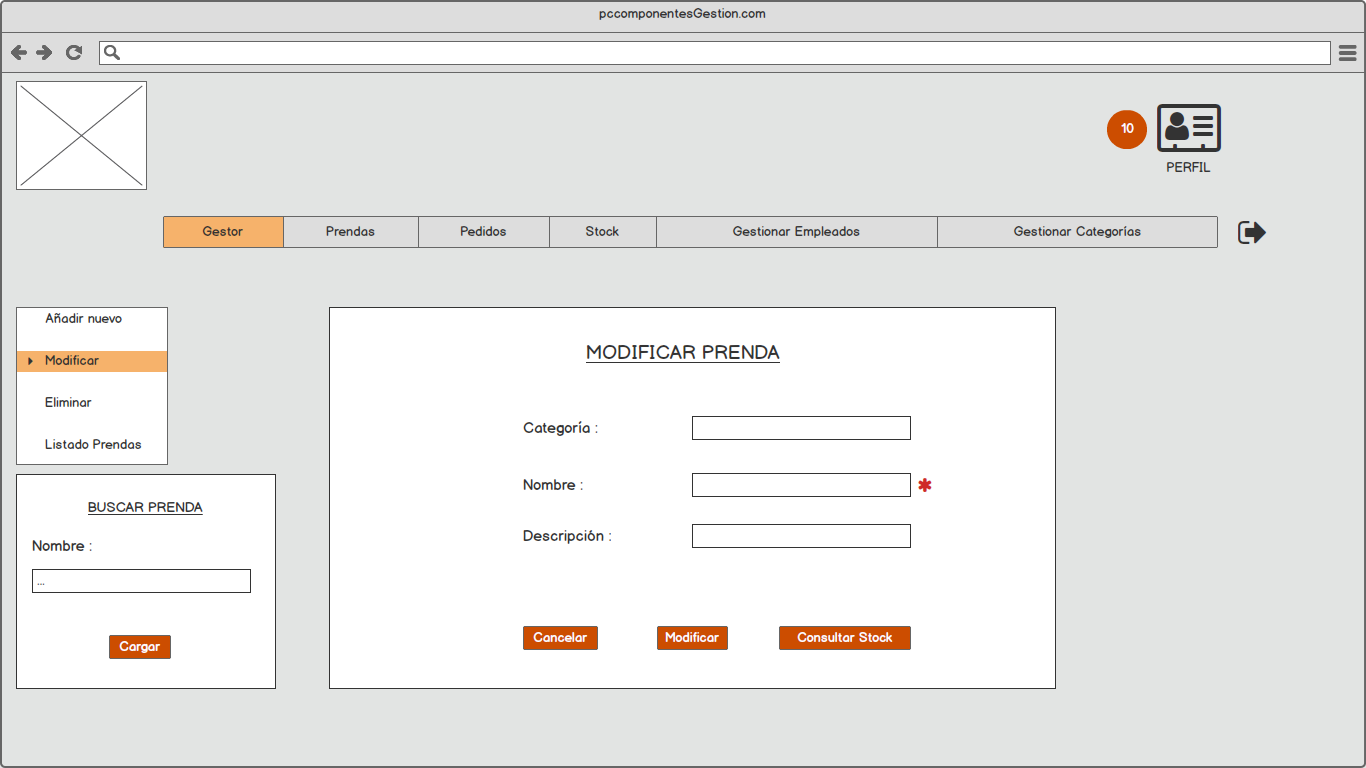 pccomponentesGestion.com
10
PERFIL
Gestor Prendas Pedidos Stock Gestionar Empleados Gestionar Categorías
Añadir nuevo
Modificar
Eliminar
Listado Prendas
BUSCAR PRENDA
Nombre :
...
Cargar
MODIFICAR PRENDA
Categoría :
Nombre : *
Descripción :
Cancelar Modificar Consultar Stock